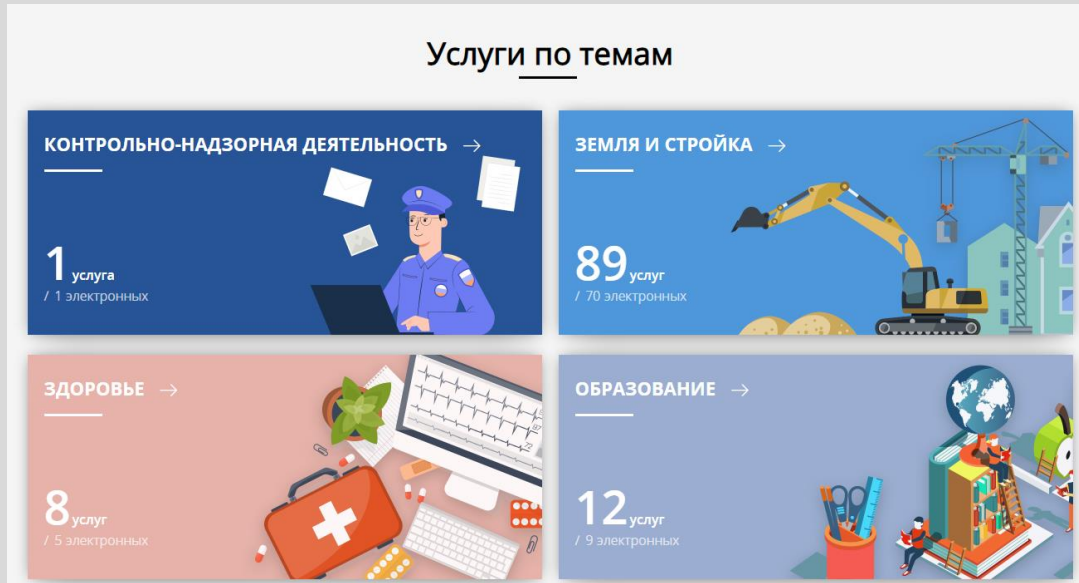 Услуги по темам
КОНТРОЛЬНО-НАДЗОРНАЯ ДЕЯТЕЛЬНОСТЬ →
1 услуга
/ 1 электронных
ЗЕМЛЯ И СТРОЙКА →
89 услуг
/ 70 электронных
ЗДОРОВЬЕ →
8 услуг
/ 5 электронных
ОБРАЗОВАНИЕ →
12 услуг
/ 9 электронных